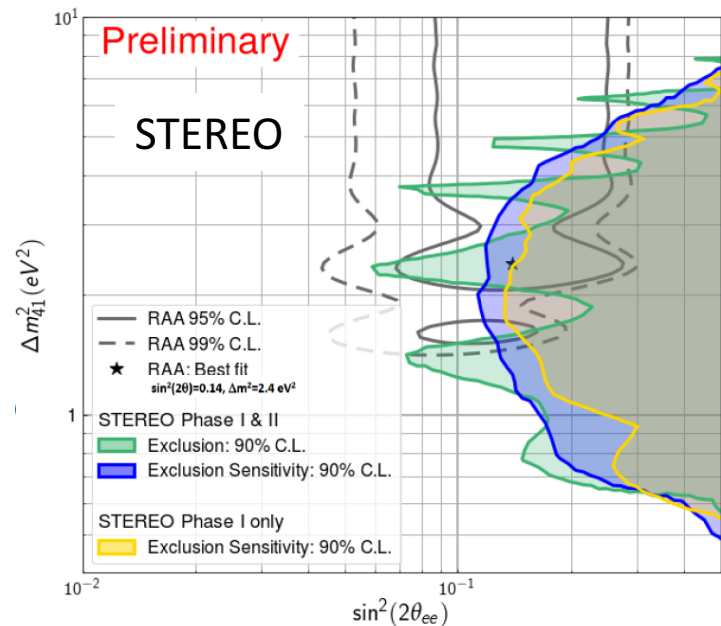 10¹
Preliminary
STEREO
Δm²₄₁(eV²)
RAA 95% C.L.
RAA 99% C.L.
RAA: Best fit
sin²(2θ)=0.14, Δm²=2.4 eV²
1
STEREO Phase I & II
Exclusion: 90% C.L.
Exclusion Sensitivity: 90% C.L.
STEREO Phase I only
Exclusion Sensitivity: 90% C.L.
10⁻² 10⁻¹
sin²(2θₑₑ)